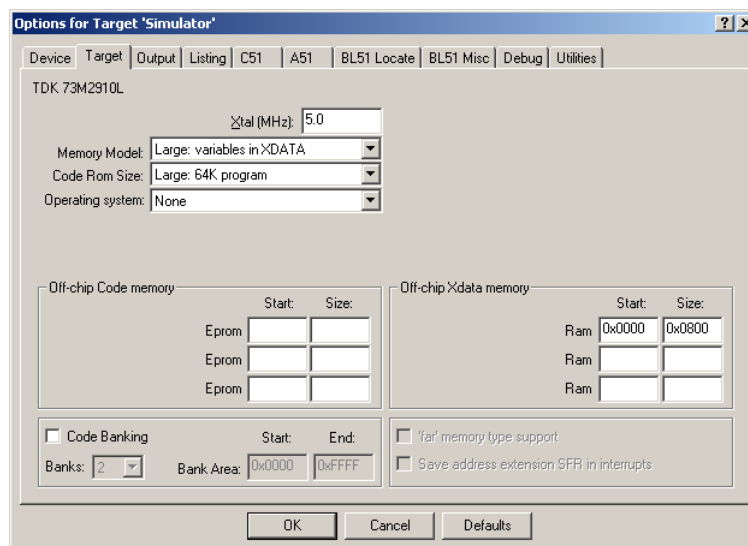 Options for Target 'Simulator'
Device Target Output Listing C51 A51 BL51 Locate BL51 Misc Debug Utilities
TDK 73M2910L
Xtal (MHz): 5.0
Memory Model: Large: variables in XDATA
Code Rom Size: Large: 64K program
Operating system: None
Off-chip Code memory
Start: Size:
Eprom
Eprom
Eprom
Off-chip Xdata memory
Start: Size:
Ram 0x0000 0x0800
Ram
Ram
Code Banking Start: End:
Banks: 2 Bank Area: 0x0000 0xFFFF
'far' memory type support
Save address extension SFR in interrupts
OK Cancel Defaults